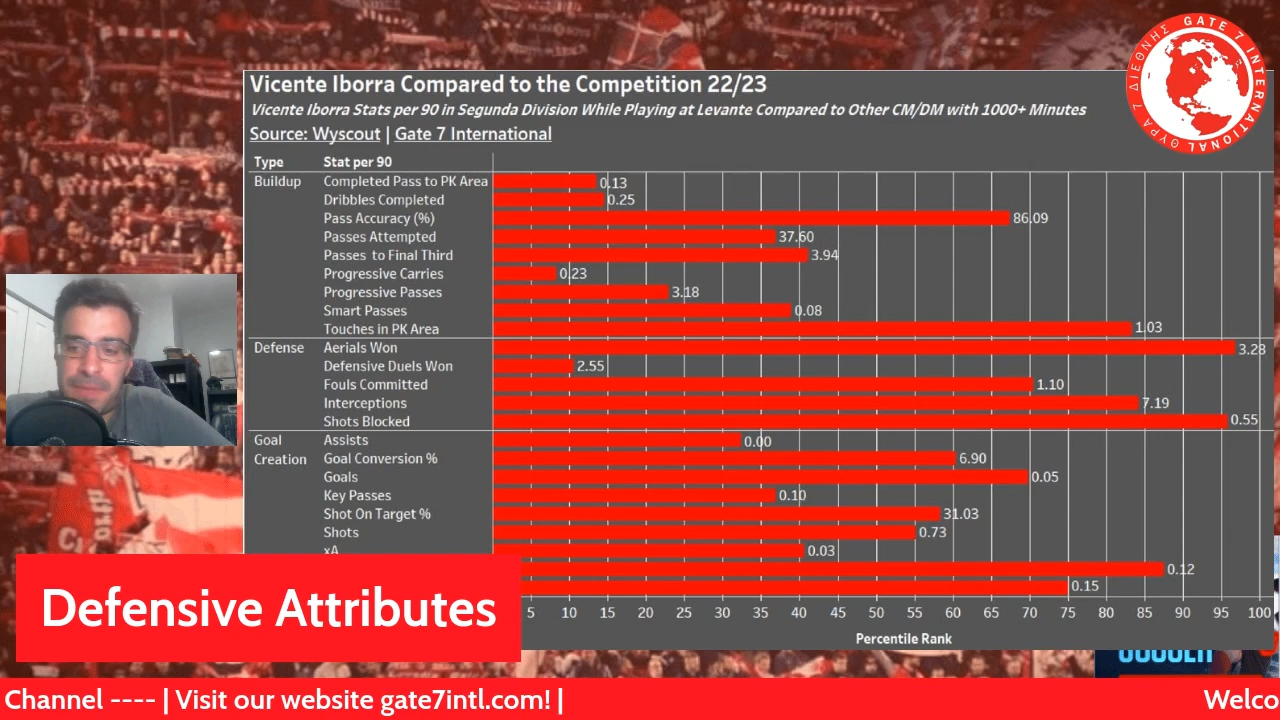 Vicente Iborra Compared to the Competition 22/23
Vicente Iborra Stats per 90 in Segunda Division While Playing at Levante Compared to Other CM/DM with 1000+ Minutes
Source: Wyscout | Gate 7 International
GATE 7 INTERNATIONAL
ΘΥΡΑ 7 ΔΙΕΘΝΗΣ
Type Stat per 90
Buildup Completed Pass to PK Area 0.13
Dribbles Completed 0.25
Pass Accuracy (%) 86.09
Passes Attempted 37.60
Passes to Final Third 3.94
Progressive Carries 0.23
Progressive Passes 3.18
Smart Passes 0.08
Touches in PK Area 1.03
Defense Aerials Won 3.28
Defensive Duels Won 2.55
Fouls Committed 1.10
Interceptions 7.19
Shots Blocked 0.55
Goal Assists 0.00
Creation Goal Conversion % 6.90
Goals 0.05
Key Passes 0.10
Shot On Target % 31.03
Shots 0.73
xA 0.03
0.12
0.15
5 10 15 20 25 30 35 40 45 50 55 60 65 70 75 80 85 90 95 100
Percentile Rank
Defensive Attributes
Channel ---- | Visit our website gate7intl.com! |
Welco